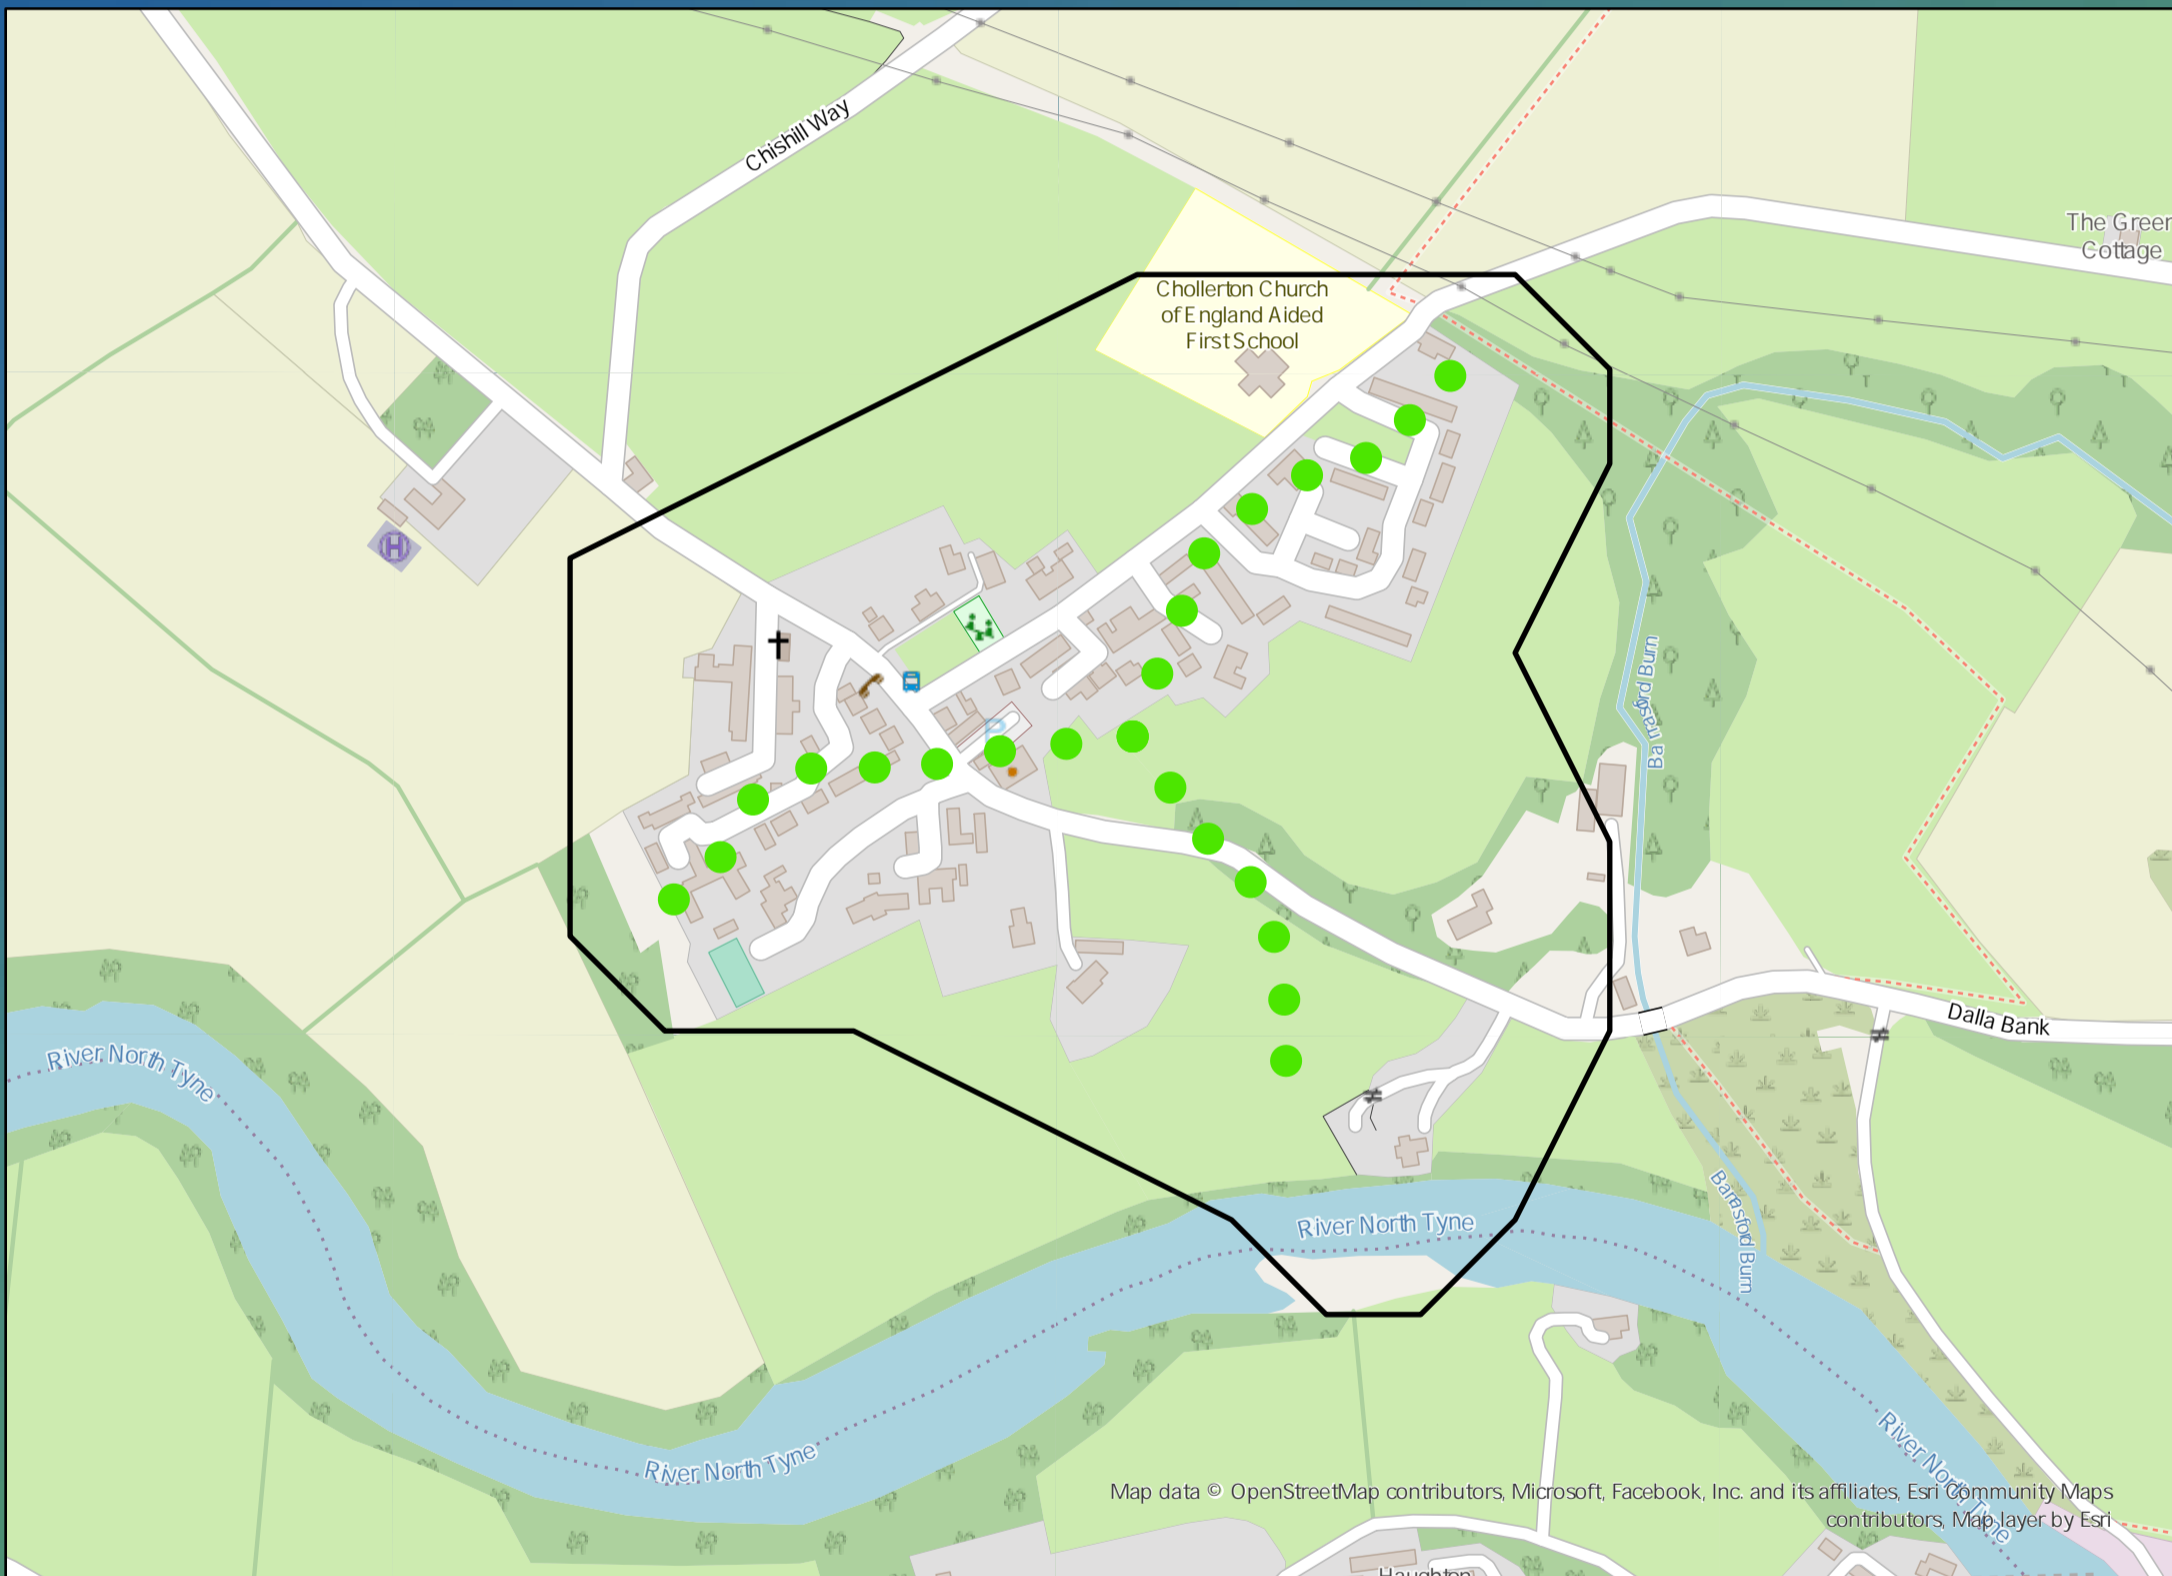 Chishill Way
The Green
Cottage
Chollerton Church
of England Aided
First School
H
P
Barrasford Burn
Dalla Bank
River North Tyne
River North Tyne
Barrasford Burn
River North Tyne
River North Tyne
Map data © OpenStreetMap contributors, Microsoft, Facebook, Inc. and its affiliates, Esri Community Maps
contributors, Map layer by Esri
Haughton